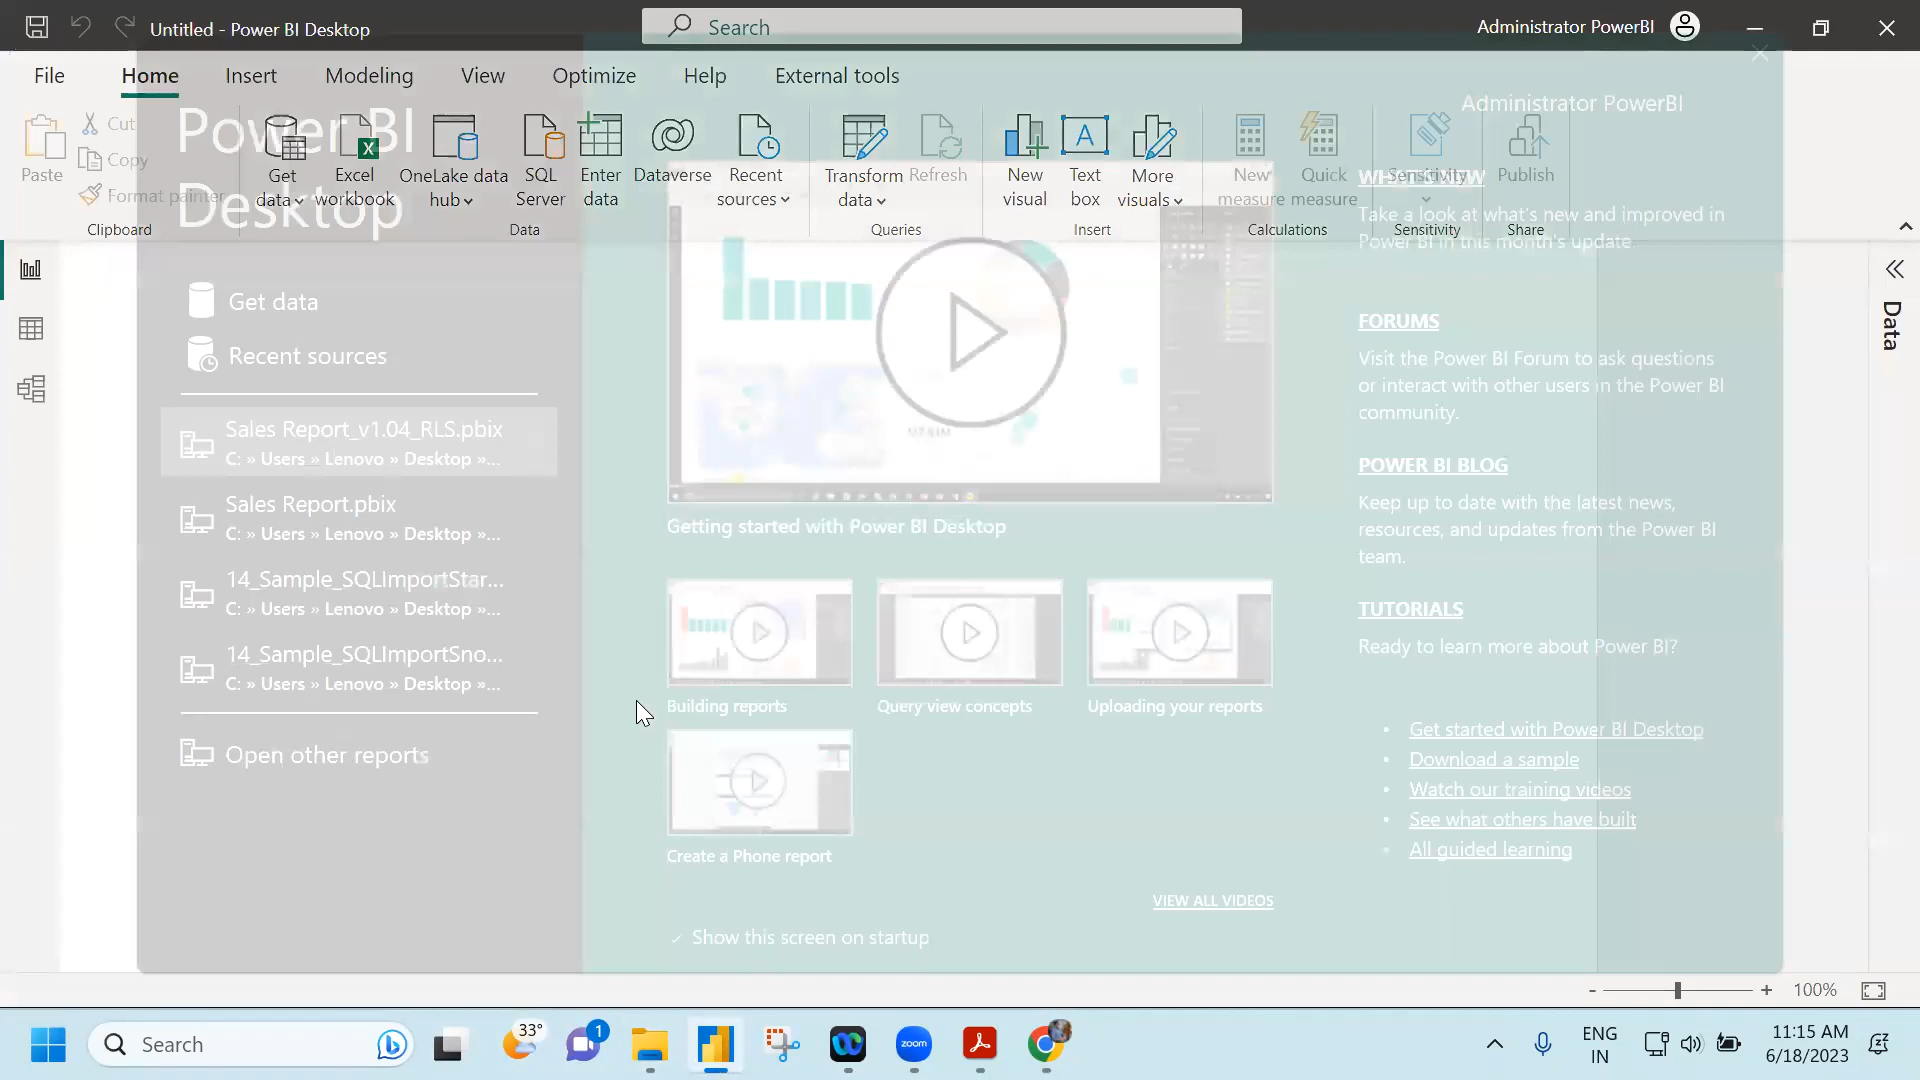 Untitled - Power BI Desktop
Search
Administrator PowerBI
File
Home
Insert
Modeling
View
Optimize
Help
External tools
Paste
Cut
Copy
Format painter
Clipboard
Get data
Excel workbook
OneLake data hub
SQL Server
Enter data
Dataverse
Recent sources
Data
Transform data
Refresh
Queries
New visual
Text box
More visuals
Insert
New measure
Quick measure
Calculations
Sensitivity
Sensitivity
Publish
Share
Power BI
Desktop
Get data
Recent sources
Sales Report_v1.04_RLS.pbix
C: » Users » Lenovo » Desktop »...
Sales Report.pbix
C: » Users » Lenovo » Desktop »...
14_Sample_SQLImportStar...
C: » Users » Lenovo » Desktop »...
14_Sample_SQLImportSno...
C: » Users » Lenovo » Desktop »...
Open other reports
Getting started with Power BI Desktop
Building reports
Query view concepts
Uploading your reports
Create a Phone report
VIEW ALL VIDEOS
Show this screen on startup
Administrator PowerBI
WHAT'S NEW
Take a look at what's new and improved in
Power BI in this month's update.
FORUMS
Visit the Power BI Forum to ask questions
or interact with other users in the Power BI
community.
POWER BI BLOG
Keep up to date with the latest news,
resources, and updates from the Power BI
team.
TUTORIALS
Ready to learn more about Power BI?
• Get started with Power BI Desktop
• Download a sample
• Watch our training videos
• See what others have built
• All guided learning
Data
- + 100%
Search
33°
1
zoom
ENG
IN
11:15 AM
6/18/2023